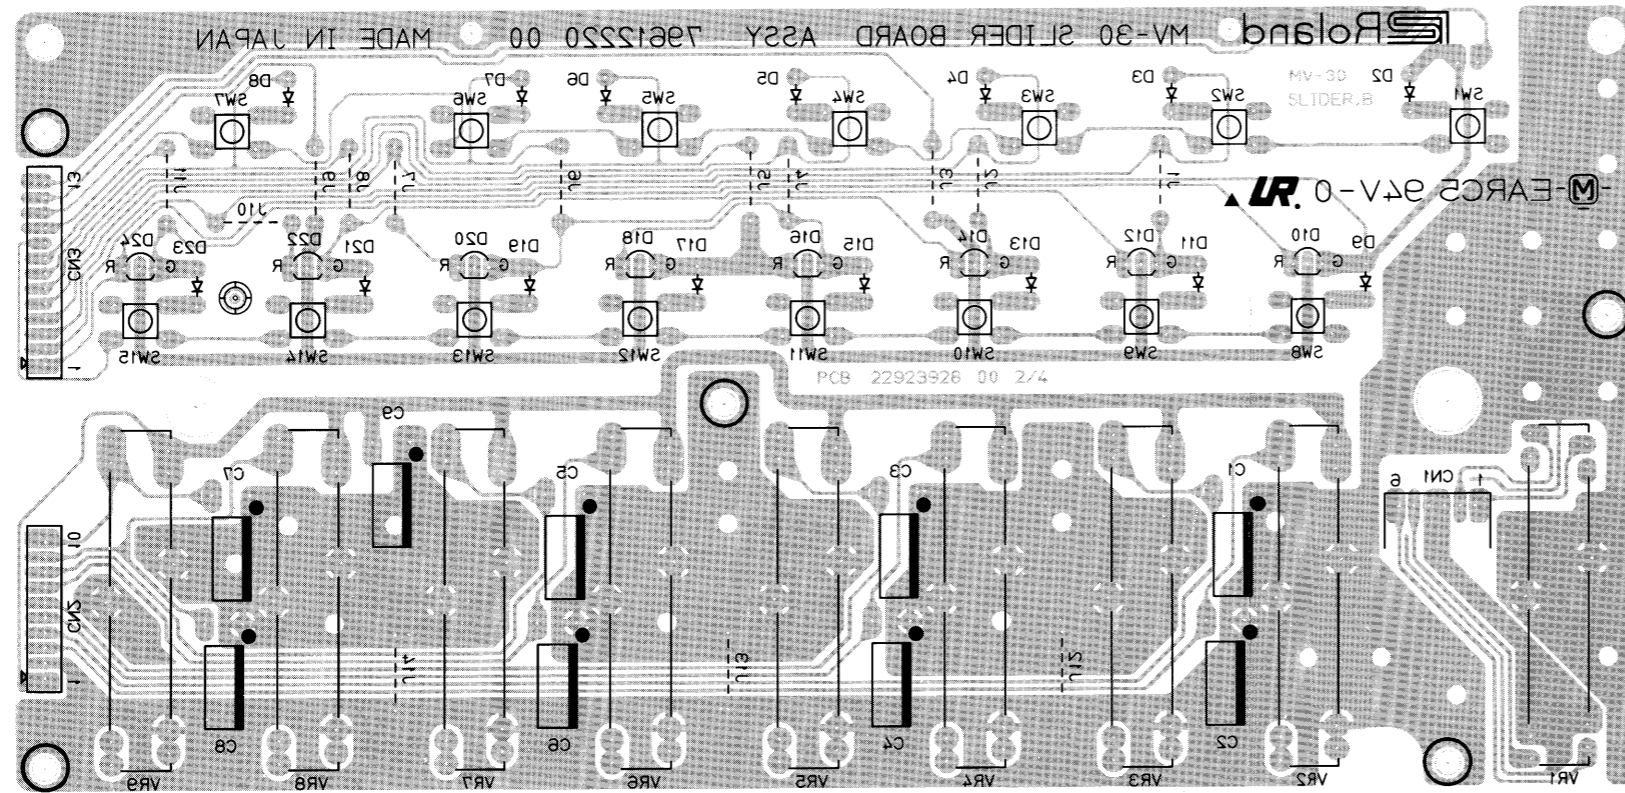 Roland MV-30 SLIDER BOARD ASSY 79612220 00 MADE IN JAPAN
MV-30
SLIDER.B
D2 D3 D4 D5 D6 D7 D8
SW1 SW2 SW3 SW4 SW5 SW6 SW7
M-EARC5 94V-0
J1 J2 J3 J4 J5 J6 J7 J8 J9 J11
J10
13
CN3
1
D9 D10 D11 D12 D13 D14 D15 D16 D17 D18 D19 D20 D21 D22 D23 D24
G R G R G R G R G R G R G R G R
SW8 SW9 SW10 SW11 SW12 SW13 SW14 SW15
PCB 22923928 00 2/4
C9
C1 C3 C5 C7
1 CN1 6
10
CN2
1
J12 J13 J14
C2 C4 C6 C8
VR1 VR2 VR3 VR4 VR5 VR6 VR7 VR8 VR9